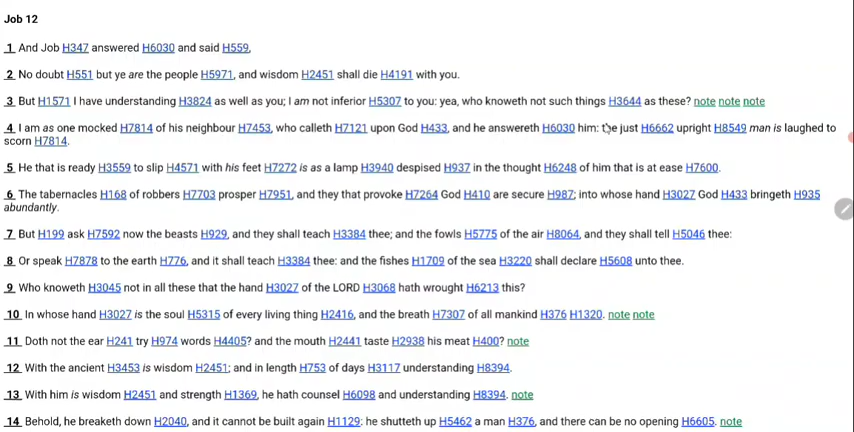 Job 12
1 And Job H347 answered H6030 and said H559,
2 No doubt H551 but ye are the people H5971, and wisdom H2451 shall die H4191 with you.
3 But H1571 I have understanding H3824 as well as you; I am not inferior H5307 to you: yea, who knoweth not such things H3644 as these? note note note
4 I am as one mocked H7814 of his neighbour H7453, who calleth H7121 upon God H433, and he answereth H6030 him: the just H6662 upright H8549 man is laughed to
scorn H7814.
5 He that is ready H3559 to slip H4571 with his feet H7272 is as a lamp H3940 despised H937 in the thought H6248 of him that is at ease H7600.
6 The tabernacles H168 of robbers H7703 prosper H7951, and they that provoke H7264 God H410 are secure H987; into whose hand H3027 God H433 bringeth H935
abundantly.
7 But H199 ask H7592 now the beasts H929, and they shall teach H3384 thee; and the fowls H5775 of the air H8064, and they shall tell H5046 thee:
8 Or speak H7878 to the earth H776, and it shall teach H3384 thee: and the fishes H1709 of the sea H3220 shall declare H5608 unto thee.
9 Who knoweth H3045 not in all these that the hand H3027 of the LORD H3068 hath wrought H6213 this?
10 In whose hand H3027 is the soul H5315 of every living thing H2416, and the breath H7307 of all mankind H376 H1320. note note
11 Doth not the ear H241 try H974 words H4405? and the mouth H2441 taste H2938 his meat H400? note
12 With the ancient H3453 is wisdom H2451; and in length H753 of days H3117 understanding H8394.
13 With him is wisdom H2451 and strength H1369, he hath counsel H6098 and understanding H8394. note
14 Behold, he breaketh down H2040, and it cannot be built again H1129: he shutteth up H5462 a man H376, and there can be no opening H6605. note